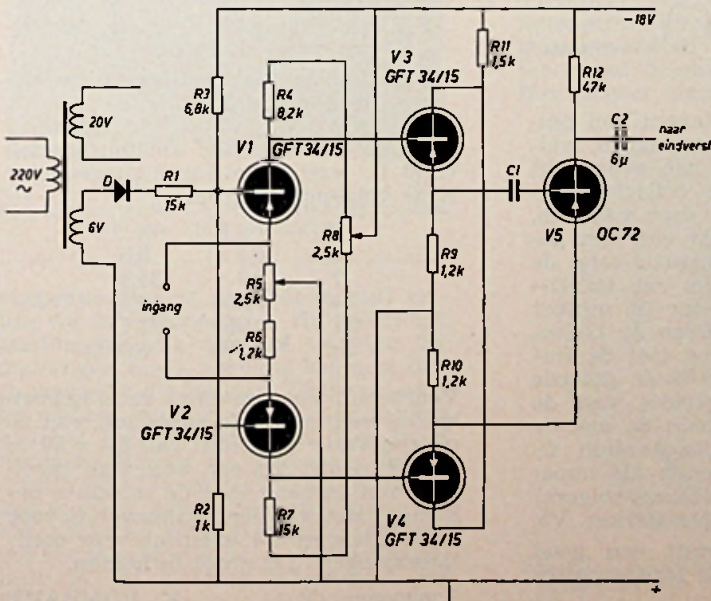 -18V
R11
1,5k
V3
GFT 34/15
R12
47k
R3
6,8k
R4
8,2k
C2
6µ
naar
eindverst.
20V
V1
GFT 34/15
220V
~
D
R1
15k
C1
6V
R8
2,5k
V5
OC 72
R5
2,5k
R9
1,2k
ingang
R6
1,2k
R10
1,2k
V2
GFT 34/15
R2
1k
R7
15k
V4
GFT 34/15
+